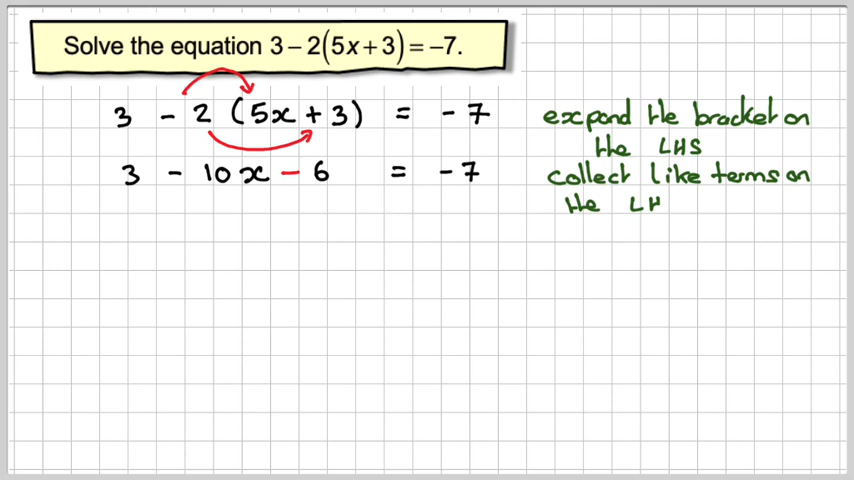 Solve the equation 3 – 2(5x + 3) = –7.
3 - 2 (5x + 3) = - 7
expand the bracket on
the LHS
3 - 10x - 6 = - 7
collect like terms on
the LH